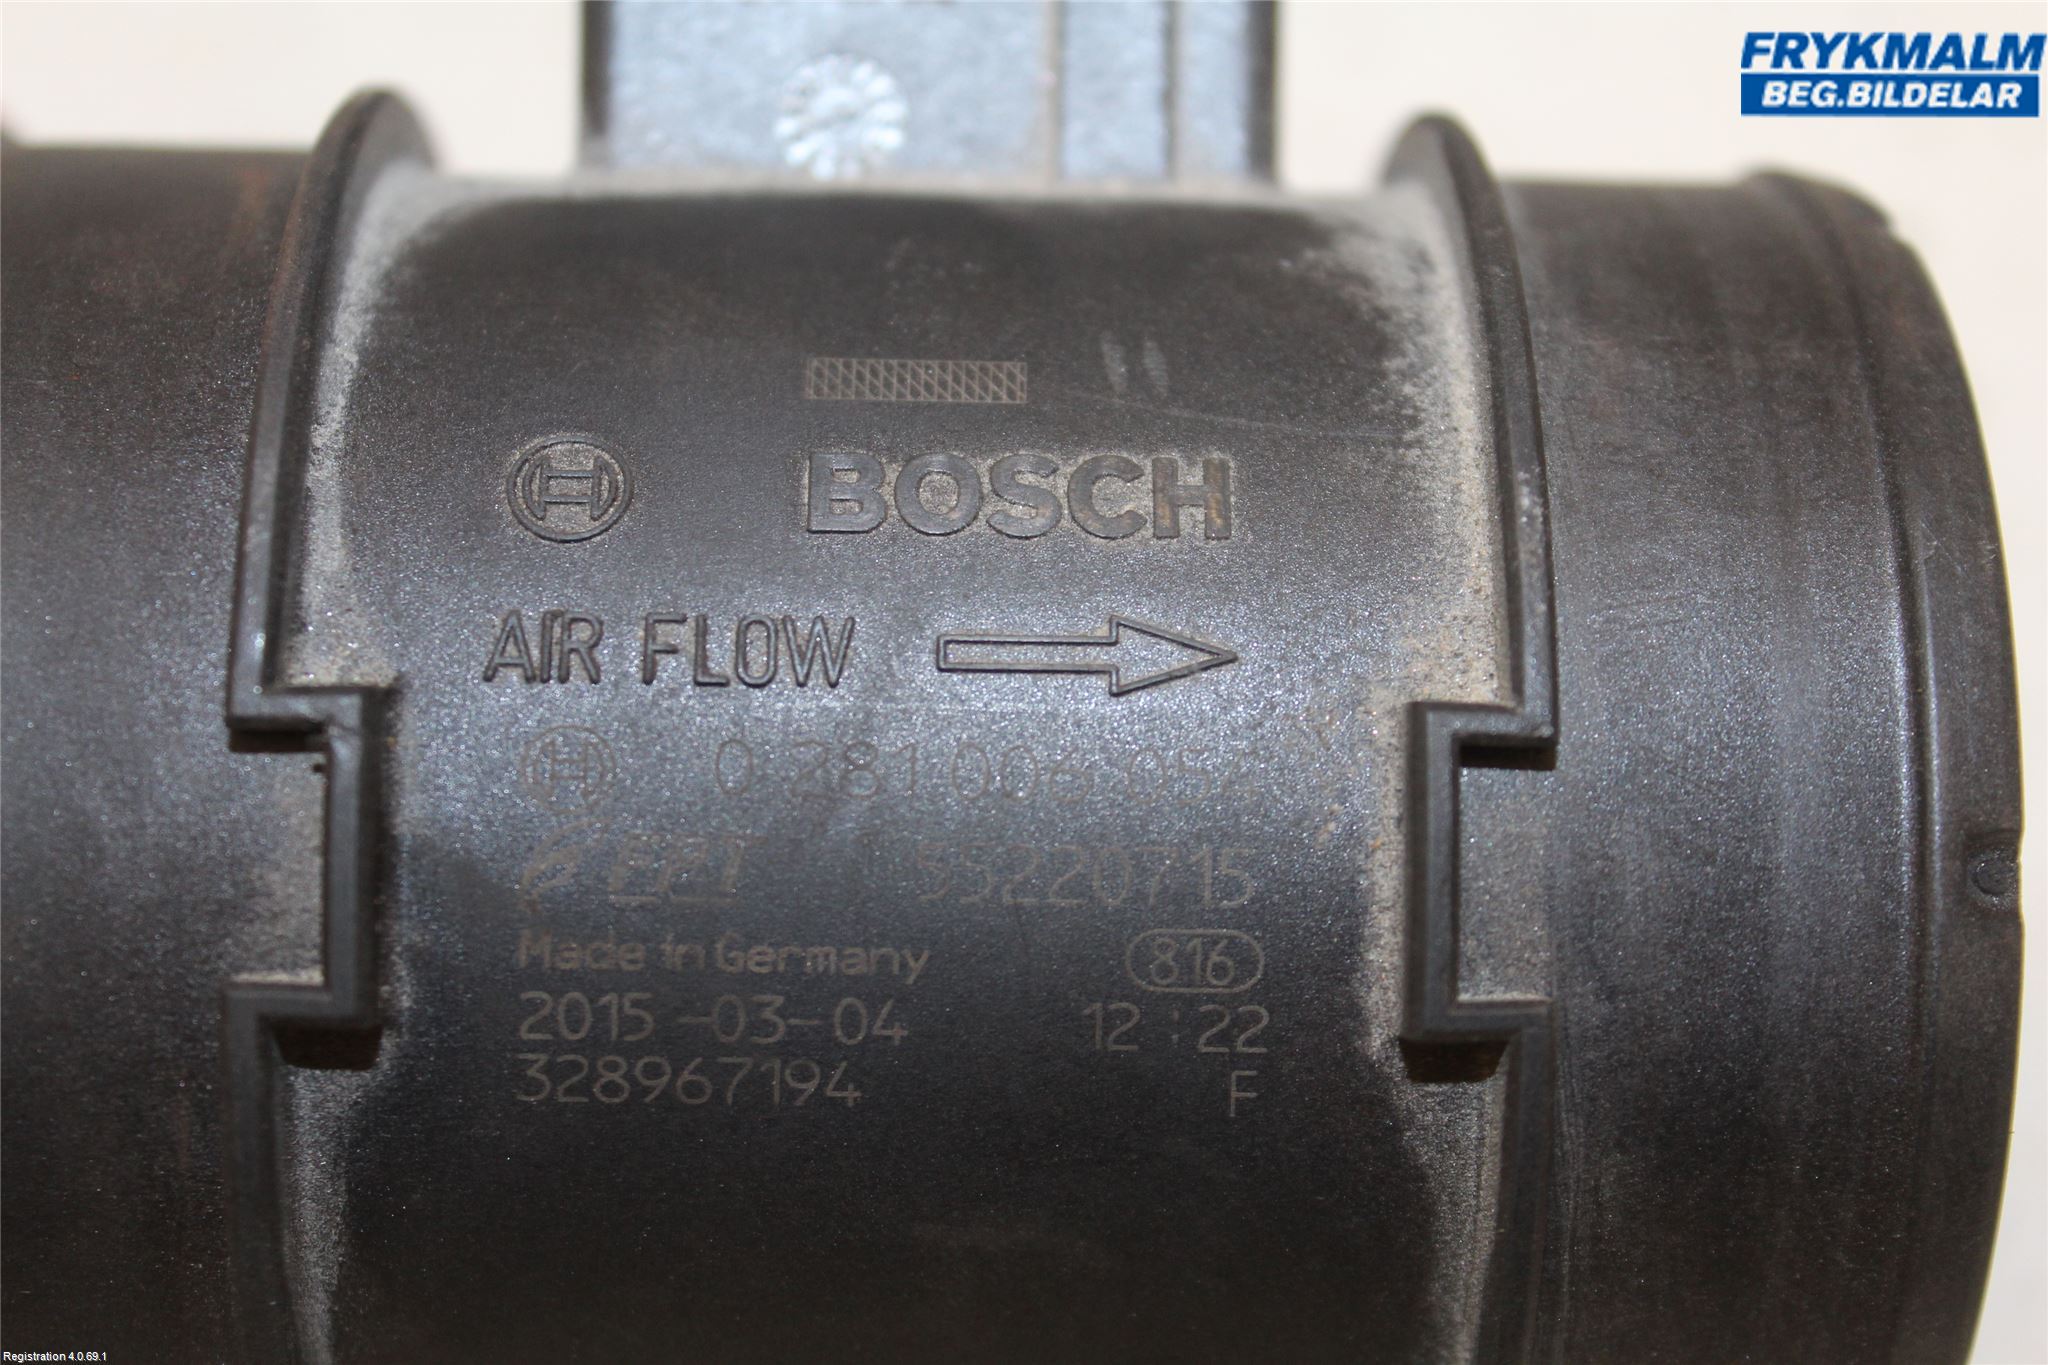 FRYKMALM
BEG.BILDELAR
BOSCH
AIR FLOW
0 281 006
55220715
Made in Germany 816
2015-03-04 12:22
328967194 F
Registration 4.0.69.1